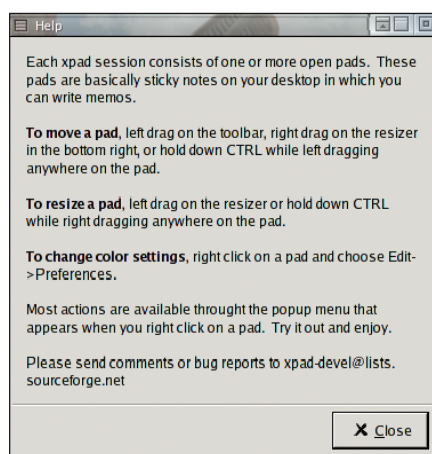 Help
Each xpad session consists of one or more open pads. These
pads are basically sticky notes on your desktop in which you
can write memos.
To move a pad, left drag on the toolbar, right drag on the resizer
in the bottom right, or hold down CTRL while left dragging
anywhere on the pad.
To resize a pad, left drag on the resizer or hold down CTRL
while right dragging anywhere on the pad.
To change color settings, right click on a pad and choose Edit-
>Preferences.
Most actions are available throught the popup menu that
appears when you right click on a pad. Try it out and enjoy.
Please send comments or bug reports to xpad-devel@lists.
sourceforge.net
Close